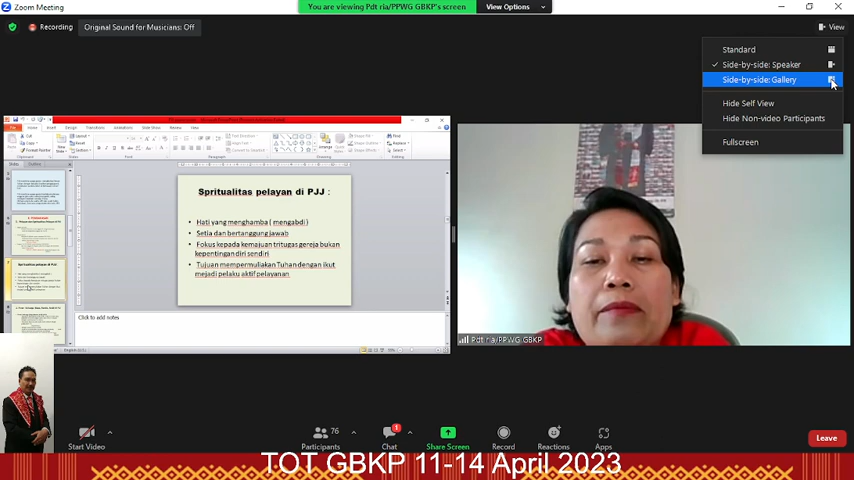 Zoom Meeting
You are viewing Pdt ria/PPWG GBKP's screen
View Options
Recording
Original Sound for Musicians: Off
View
Standard
Side-by-side: Speaker
Side-by-side: Gallery
Hide Self View
Hide Non-video Participants
Fullscreen
Spritualitas pelayan di PJJ :
• Hati yang menghamba ( mengabdi )
• Setia dan bertanggung jawab
• Fokus kepada kemajuan tritugas gereja bukan
kepentingan diri sendiri
• Tujuan mempermuliakan Tuhan dengan ikut
mejadi pelaku aktif pelayanan
Click to add notes
Pdt ria/PPWG GBKP
Start Video
76
Participants
3
Chat
Share Screen
Record
Reactions
Apps
Leave
TOT GBKP 11-14 April 2023